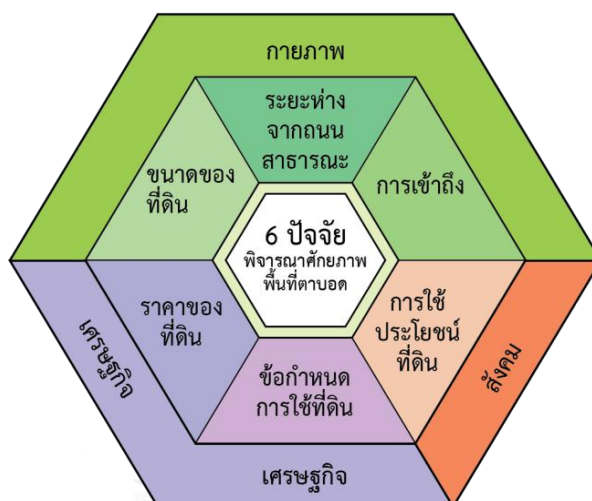 กายภาพ
ระยะห่าง
จากถนน
สาธารณะ
ขนาดของ
ที่ดิน
การเข้าถึง
6 ปัจจัย
พิจารณาศักยภาพ
พื้นที่ตาบอด
ราคาของ
ที่ดิน
การใช้
ประโยชน์
ที่ดิน
ข้อกำหนด
การใช้ที่ดิน
เศรษฐกิจ
สังคม
เศรษฐกิจ